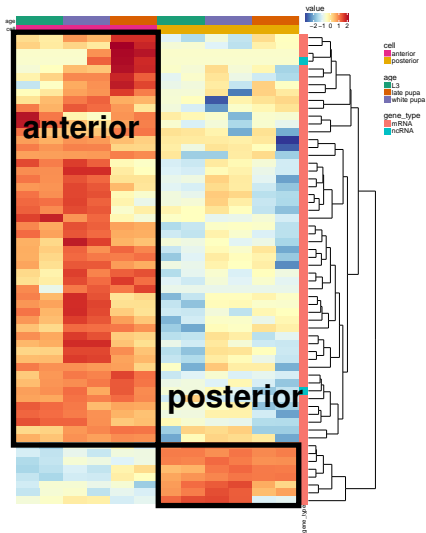 value
-2 -1 0 1 2
age
cell
anterior
posterior
cell
anterior
posterior
age
L3
late pupa
white pupa
gene_type
mRNA
ncRNA
gene_type